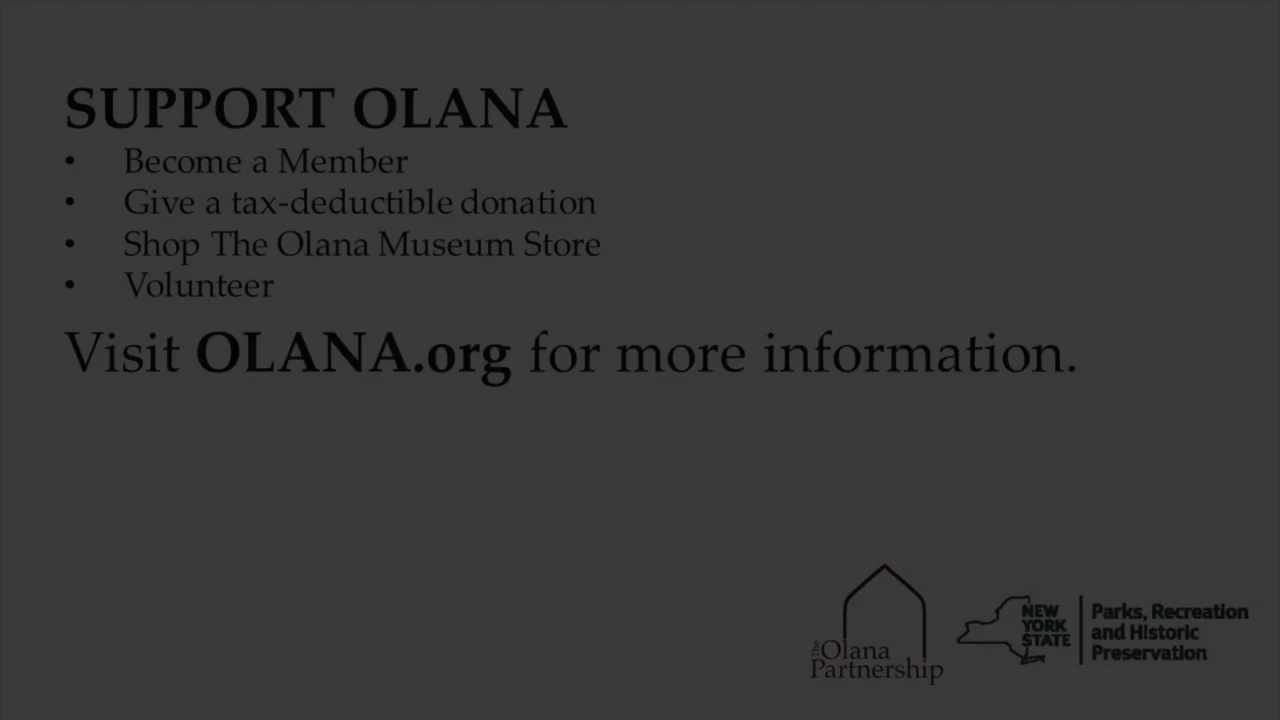 SUPPORT OLANA
• Become a Member
• Give a tax-deductible donation
• Shop The Olana Museum Store
• Volunteer
Visit OLANA.org for more information.
The Olana
Partnership
NEW
YORK
STATE
Parks, Recreation
and Historic
Preservation